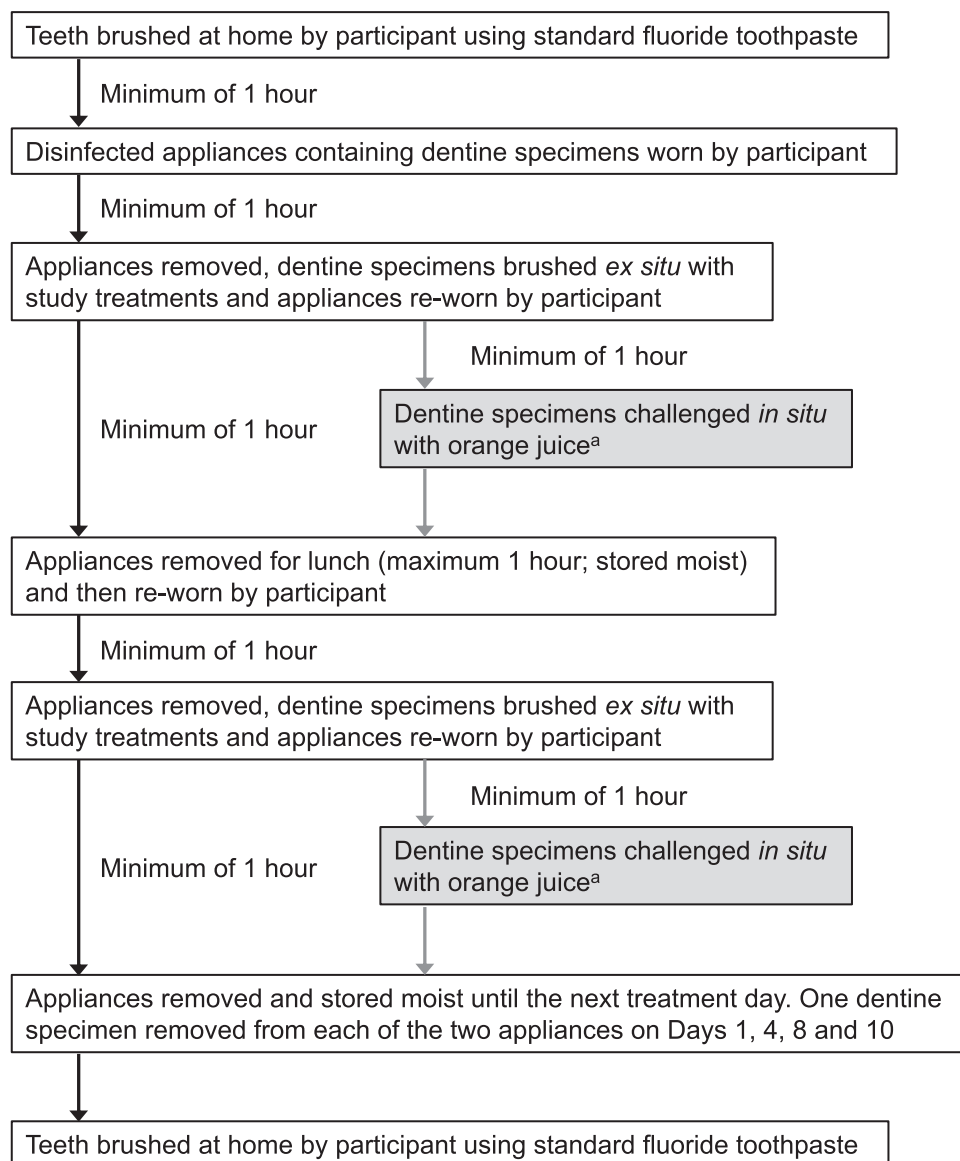 Teeth brushed at home by participant using standard fluoride toothpaste
Minimum of 1 hour
Disinfected appliances containing dentine specimens worn by participant
Minimum of 1 hour
Appliances removed, dentine specimens brushed ex situ with
study treatments and appliances re-worn by participant
Minimum of 1 hour
Dentine specimens challenged in situ
with orange juiceᵃ
Minimum of 1 hour
Appliances removed for lunch (maximum 1 hour; stored moist)
and then re-worn by participant
Minimum of 1 hour
Appliances removed, dentine specimens brushed ex situ with
study treatments and appliances re-worn by participant
Minimum of 1 hour
Dentine specimens challenged in situ
with orange juiceᵃ
Minimum of 1 hour
Appliances removed and stored moist until the next treatment day. One dentine
specimen removed from each of the two appliances on Days 1, 4, 8 and 10
Teeth brushed at home by participant using standard fluoride toothpaste